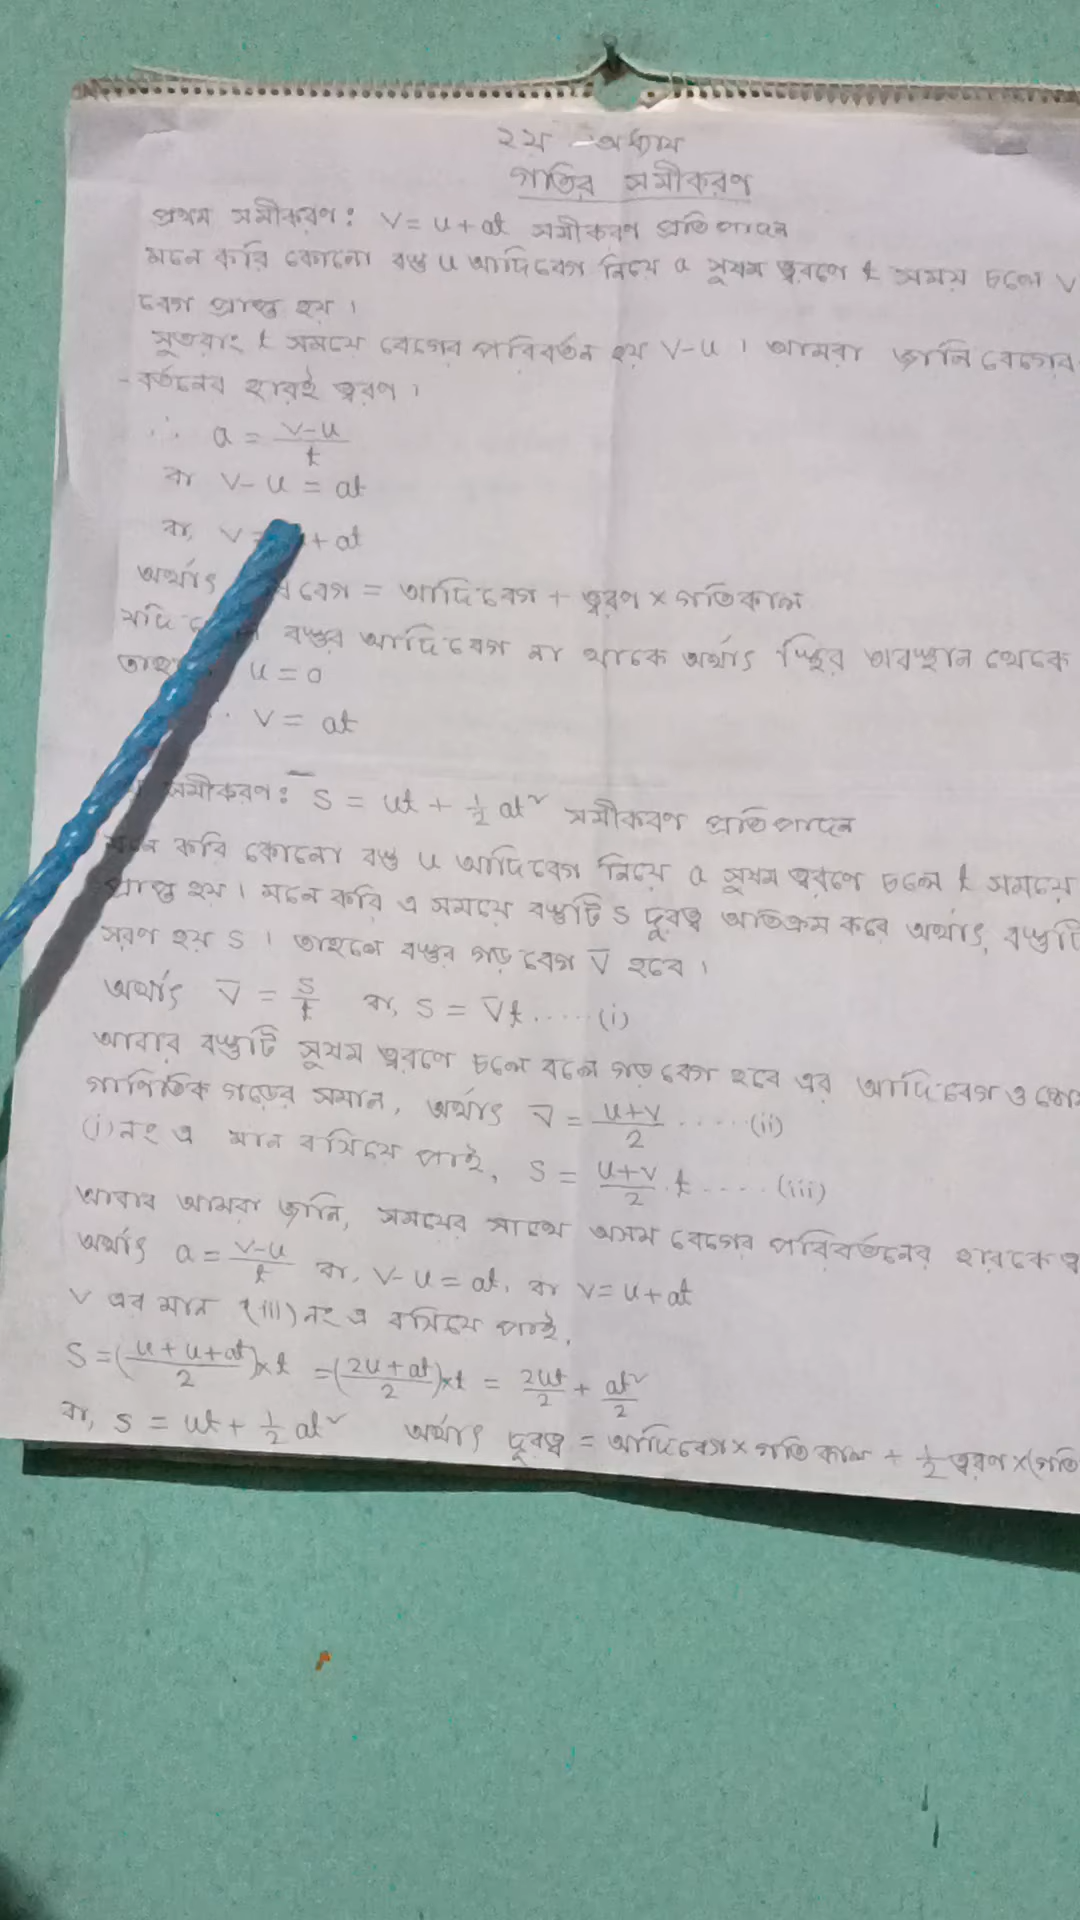 ২য় - অধ্যায়
গতির সমীকরণ
প্রথম সমীকরণ: v = u + at সমীকরণ প্রতিপাদন
মনে করি কোনো বস্তু u আদিবেগ নিয়ে a সুষম ত্বরণে t সময় চলে v
বেগ প্রাপ্ত হয়।
সুতরাং t সময়ে বেগের পরিবর্তন হয় v-u। আমরা জানি বেগের
-বর্তনের হারই ত্বরণ।
∴ a = (v-u)/t
বা v-u = at
বা, v = u + at
অর্থাৎ বেগ = আদিবেগ + ত্বরণ × গতিকাল
যদি বস্তুর আদিবেগ না থাকে অর্থাৎ স্থির অবস্থান থেকে
u = 0
v = at
সমীকরণ: S = ut + ½ at² সমীকরণ প্রতিপাদন
মনে করি কোনো বস্তু u আদিবেগ নিয়ে a সুষম ত্বরণে চলে t সময়ে
প্রাপ্ত হয়। মনে করি এ সময়ে বস্তুটি s দূরত্ব অতিক্রম করে অর্থাৎ, বস্তুটি
সরণ হয় S। তাহলে বস্তুর গড় বেগ v̅ হবে।
অর্থাৎ v̅ = s/t বা, S = v̅t.....(i)
আবার বস্তুটি সুষম ত্বরণে চলে বলে গড় বেগ হবে এর আদিবেগ ও
গাণিতিক গড়ের সমান, অর্থাৎ v̅ = (u+v)/2 .....(ii)
(i) নং এ মান বসিয়ে পাই, S = (u+v)/2 . t .....(iii)
আবার আমরা জানি, সময়ের সাথে অসম বেগের পরিবর্তনের হারকে
অর্থাৎ a = (v-u)/t বা, v-u = at, বা v = u + at
v এর মান (iii) নং এ বসিয়ে পাই,
S = ((u+u+at)/2) × t = ((2u+at)/2) × t = 2ut/2 + at²/2
বা, S = ut + ½ at² অর্থাৎ দূরত্ব = আদিবেগ × গতিকাল + ½ ত্বরণ × (গতি